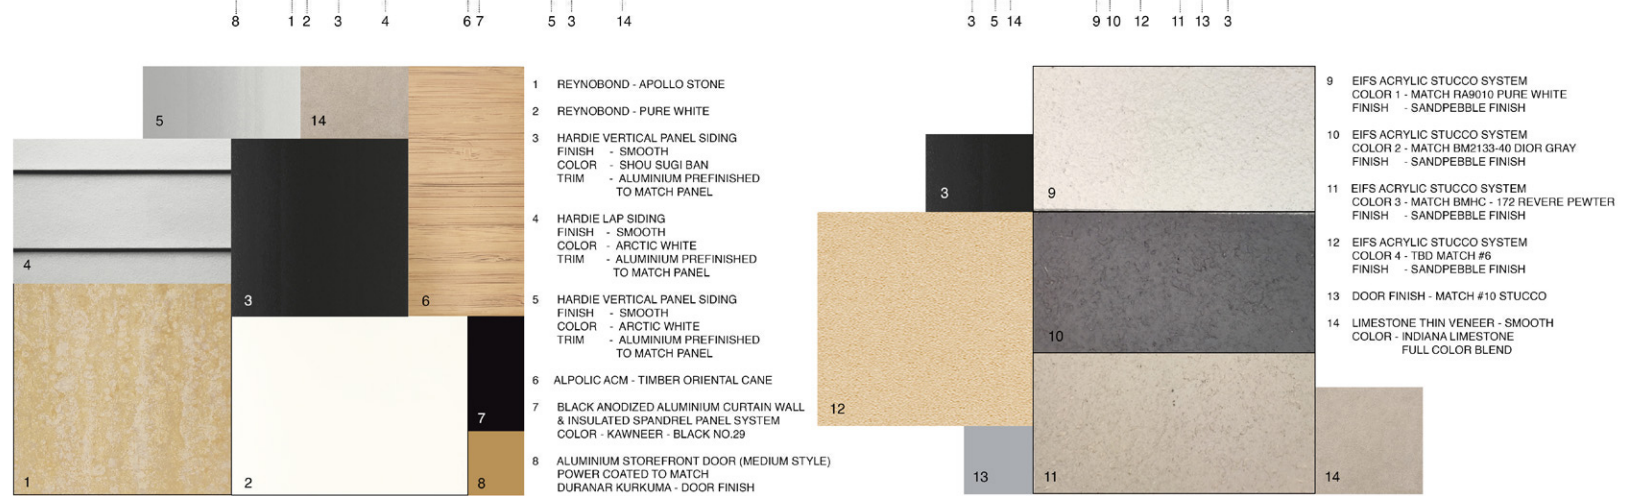 8 1 2 3 4 6 7 5 3 14
3 5 14 9 10 12 11 13 3
5
14
4
3
6
1
2
7
8
1 REYNOBOND - APOLLO STONE
2 REYNOBOND - PURE WHITE
3 HARDIE VERTICAL PANEL SIDING
FINISH - SMOOTH
COLOR - SHOU SUGI BAN
TRIM - ALUMINIUM PREFINISHED
TO MATCH PANEL
4 HARDIE LAP SIDING
FINISH - SMOOTH
COLOR - ARCTIC WHITE
TRIM - ALUMINIUM PREFINISHED
TO MATCH PANEL
5 HARDIE VERTICAL PANEL SIDING
FINISH - SMOOTH
COLOR - ARCTIC WHITE
TRIM - ALUMINIUM PREFINISHED
TO MATCH PANEL
6 ALPOLIC ACM - TIMBER ORIENTAL CANE
7 BLACK ANODIZED ALUMINIUM CURTAIN WALL
& INSULATED SPANDREL PANEL SYSTEM
COLOR - KAWNEER - BLACK NO.29
8 ALUMINIUM STOREFRONT DOOR (MEDIUM STYLE)
POWER COATED TO MATCH
DURANAR KURKUMA - DOOR FINISH
3
9
10
12
13
11
14
9 EIFS ACRYLIC STUCCO SYSTEM
COLOR 1 - MATCH RA9010 PURE WHITE
FINISH - SANDPEBBLE FINISH
10 EIFS ACRYLIC STUCCO SYSTEM
COLOR 2 - MATCH BM2133-40 DIOR GRAY
FINISH - SANDPEBBLE FINISH
11 EIFS ACRYLIC STUCCO SYSTEM
COLOR 3 - MATCH BMHC - 172 REVERE PEWTER
FINISH - SANDPEBBLE FINISH
12 EIFS ACRYLIC STUCCO SYSTEM
COLOR 4 - TBD MATCH #6
FINISH - SANDPEBBLE FINISH
13 DOOR FINISH - MATCH #10 STUCCO
14 LIMESTONE THIN VENEER - SMOOTH
COLOR - INDIANA LIMESTONE
FULL COLOR BLEND